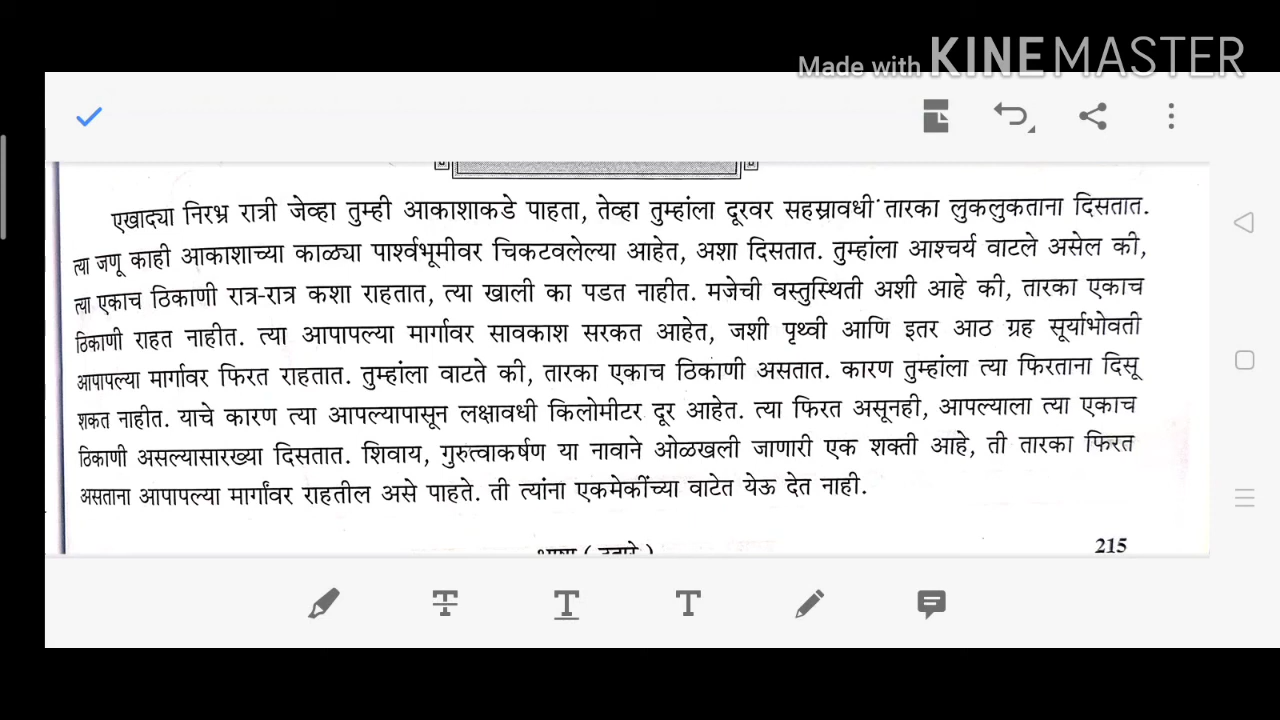 Made with KINEMASTER
एखाद्या निरभ्र रात्री जेव्हा तुम्ही आकाशाकडे पाहता, तेव्हा तुम्हांला दूरवर सहस्रावधी तारका लुकलुकताना दिसतात.
त्या जणू काही आकाशाच्या काळ्या पार्श्वभूमीवर चिकटवलेल्या आहेत, अशा दिसतात. तुम्हांला आश्चर्य वाटले असेल की,
त्या एकाच ठिकाणी रात्र-रात्र कशा राहतात, त्या खाली का पडत नाहीत. मजेची वस्तुस्थिती अशी आहे की, तारका एकाच
ठिकाणी राहत नाहीत. त्या आपापल्या मार्गावर सावकाश सरकत आहेत, जशी पृथ्वी आणि इतर आठ ग्रह सूर्याभोवती
आपापल्या मार्गावर फिरत राहतात. तुम्हांला वाटते की, तारका एकाच ठिकाणी असतात. कारण तुम्हांला त्या फिरताना दिसू
शकत नाहीत. याचे कारण त्या आपल्यापासून लक्षावधी किलोमीटर दूर आहेत. त्या फिरत असूनही, आपल्याला त्या एकाच
ठिकाणी असल्यासारख्या दिसतात. शिवाय, गुरुत्वाकर्षण या नावाने ओळखली जाणारी एक शक्ती आहे, ती तारका फिरत
असताना आपापल्या मार्गांवर राहतील असे पाहते. ती त्यांना एकमेकींच्या वाटेत येऊ देत नाही.
भाषा ( उतारे )
215